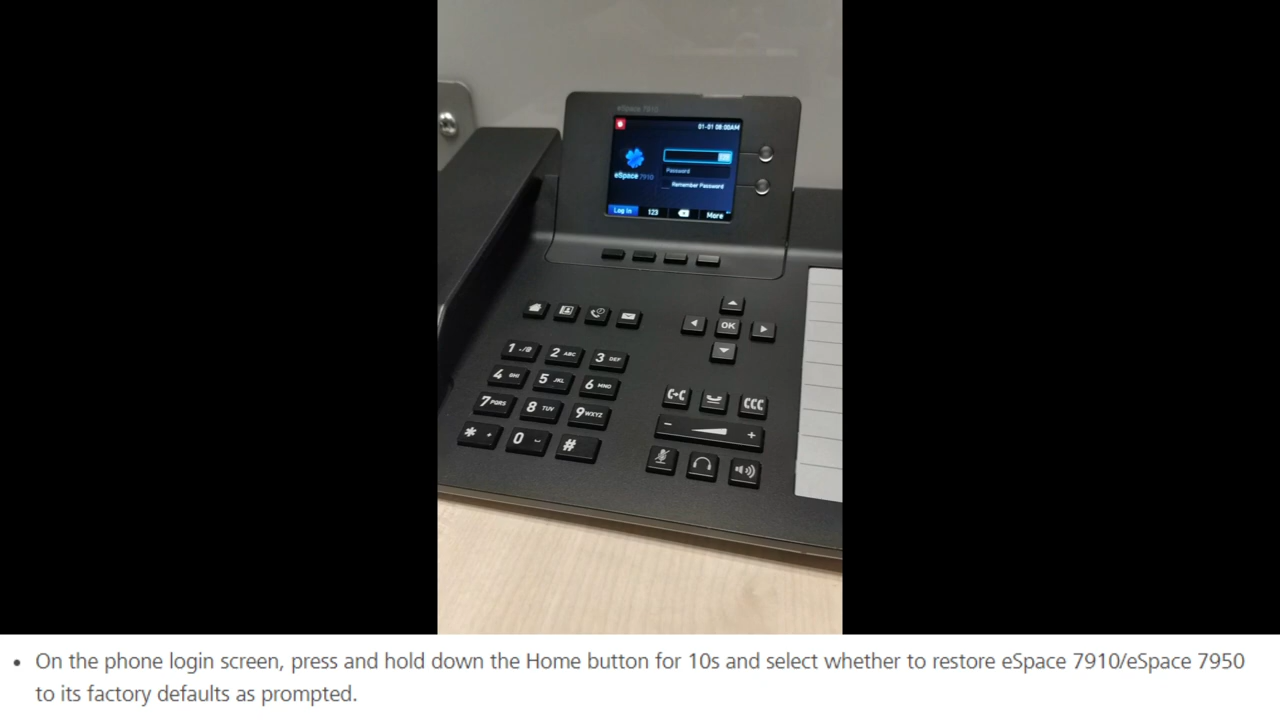 eSpace 7910
01-01 08:00AM
123
Password
eSpace 7910
Remember Password
Log In 123 More
OK
1 ./@ 2 ABC 3 DEF
4 GHI 5 JKL 6 MNO
7 PQRS 8 TUV 9 WXYZ
* + 0 #
C→C CCC
− +
• On the phone login screen, press and hold down the Home button for 10s and select whether to restore eSpace 7910/eSpace 7950
to its factory defaults as prompted.